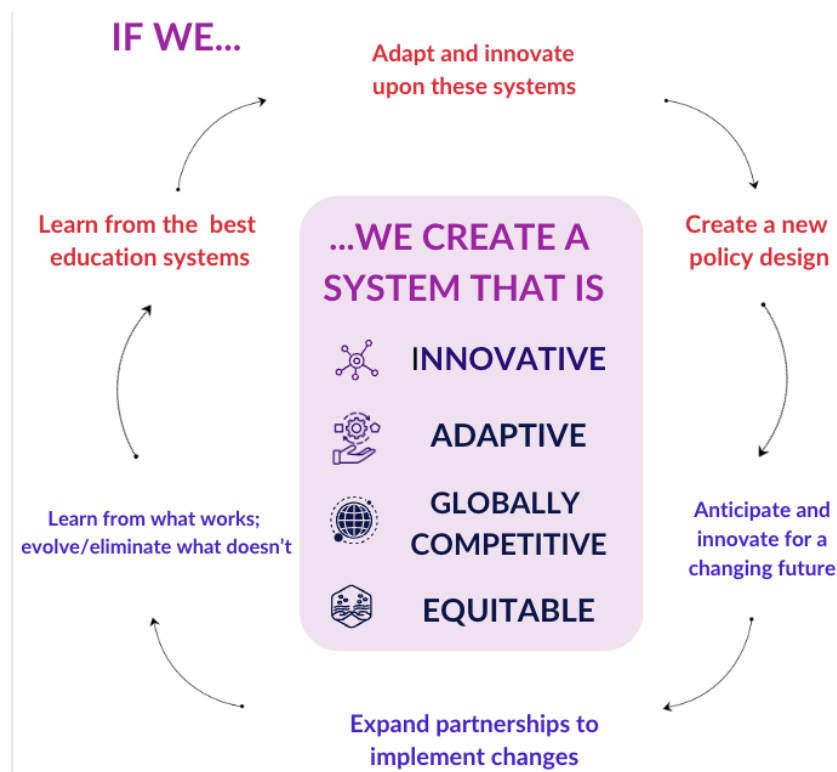 IF WE...
Adapt and innovate
upon these systems
Create a new
policy design
Anticipate and
innovate for a
changing future
Expand partnerships to
implement changes
Learn from what works;
evolve/eliminate what doesn't
Learn from the best
education systems
...WE CREATE A
SYSTEM THAT IS
INNOVATIVE
ADAPTIVE
GLOBALLY
COMPETITIVE
EQUITABLE